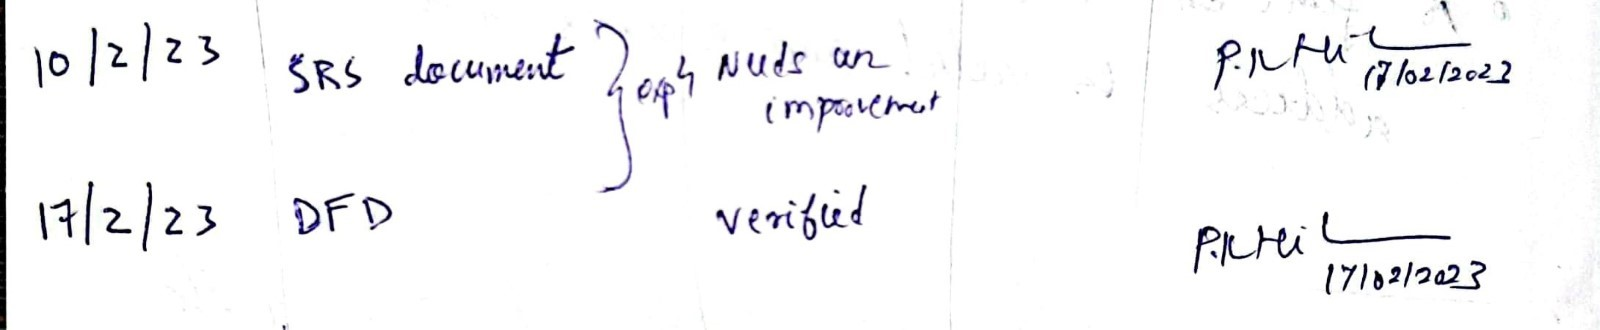 10/2/23 SRS document } Needs an
improvement
17/02/2023
17/2/23 DFD verified
17/02/2023